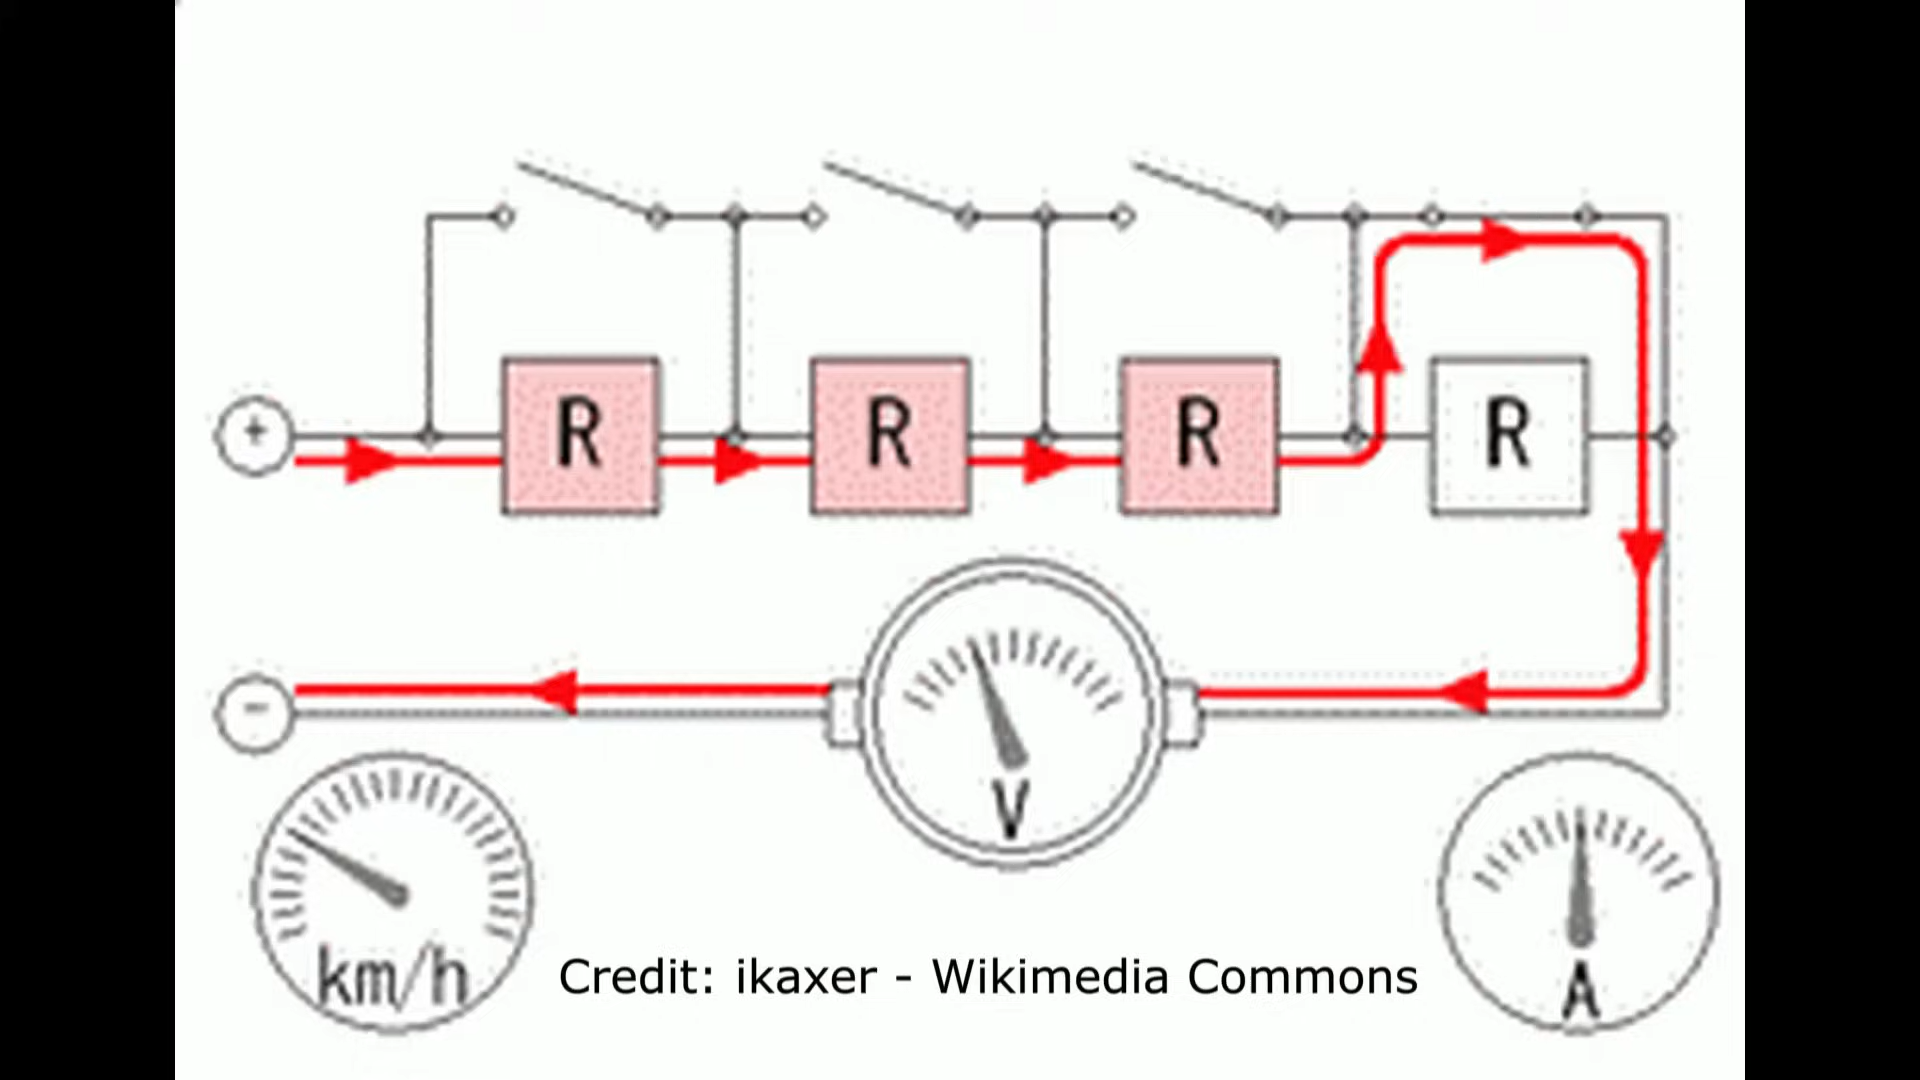 +
R R R R
−
V
km/h
A
Credit: ikaxer - Wikimedia Commons